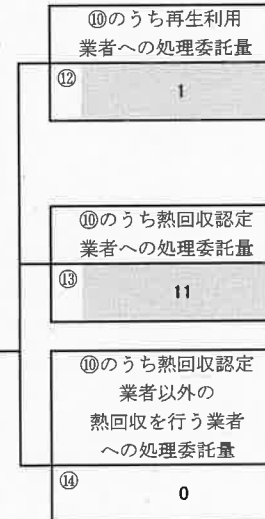 ⑩のうち再生利用
業者への処理委託量
⑫
1
⑩のうち熱回収認定
業者への処理委託量
⑬
11
⑩のうち熱回収認定
業者以外の
熱回収を行う業者
への処理委託量
⑭
0